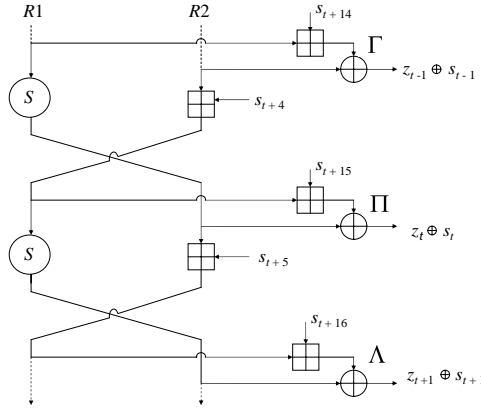 R1 R2
s_{t+14}
Γ
z_{t-1} ⊕ s_{t-1}
S
s_{t+4}
s_{t+15}
Π
z_t ⊕ s_t
S
s_{t+5}
s_{t+16}
Λ
z_{t+1} ⊕ s_{t+1}